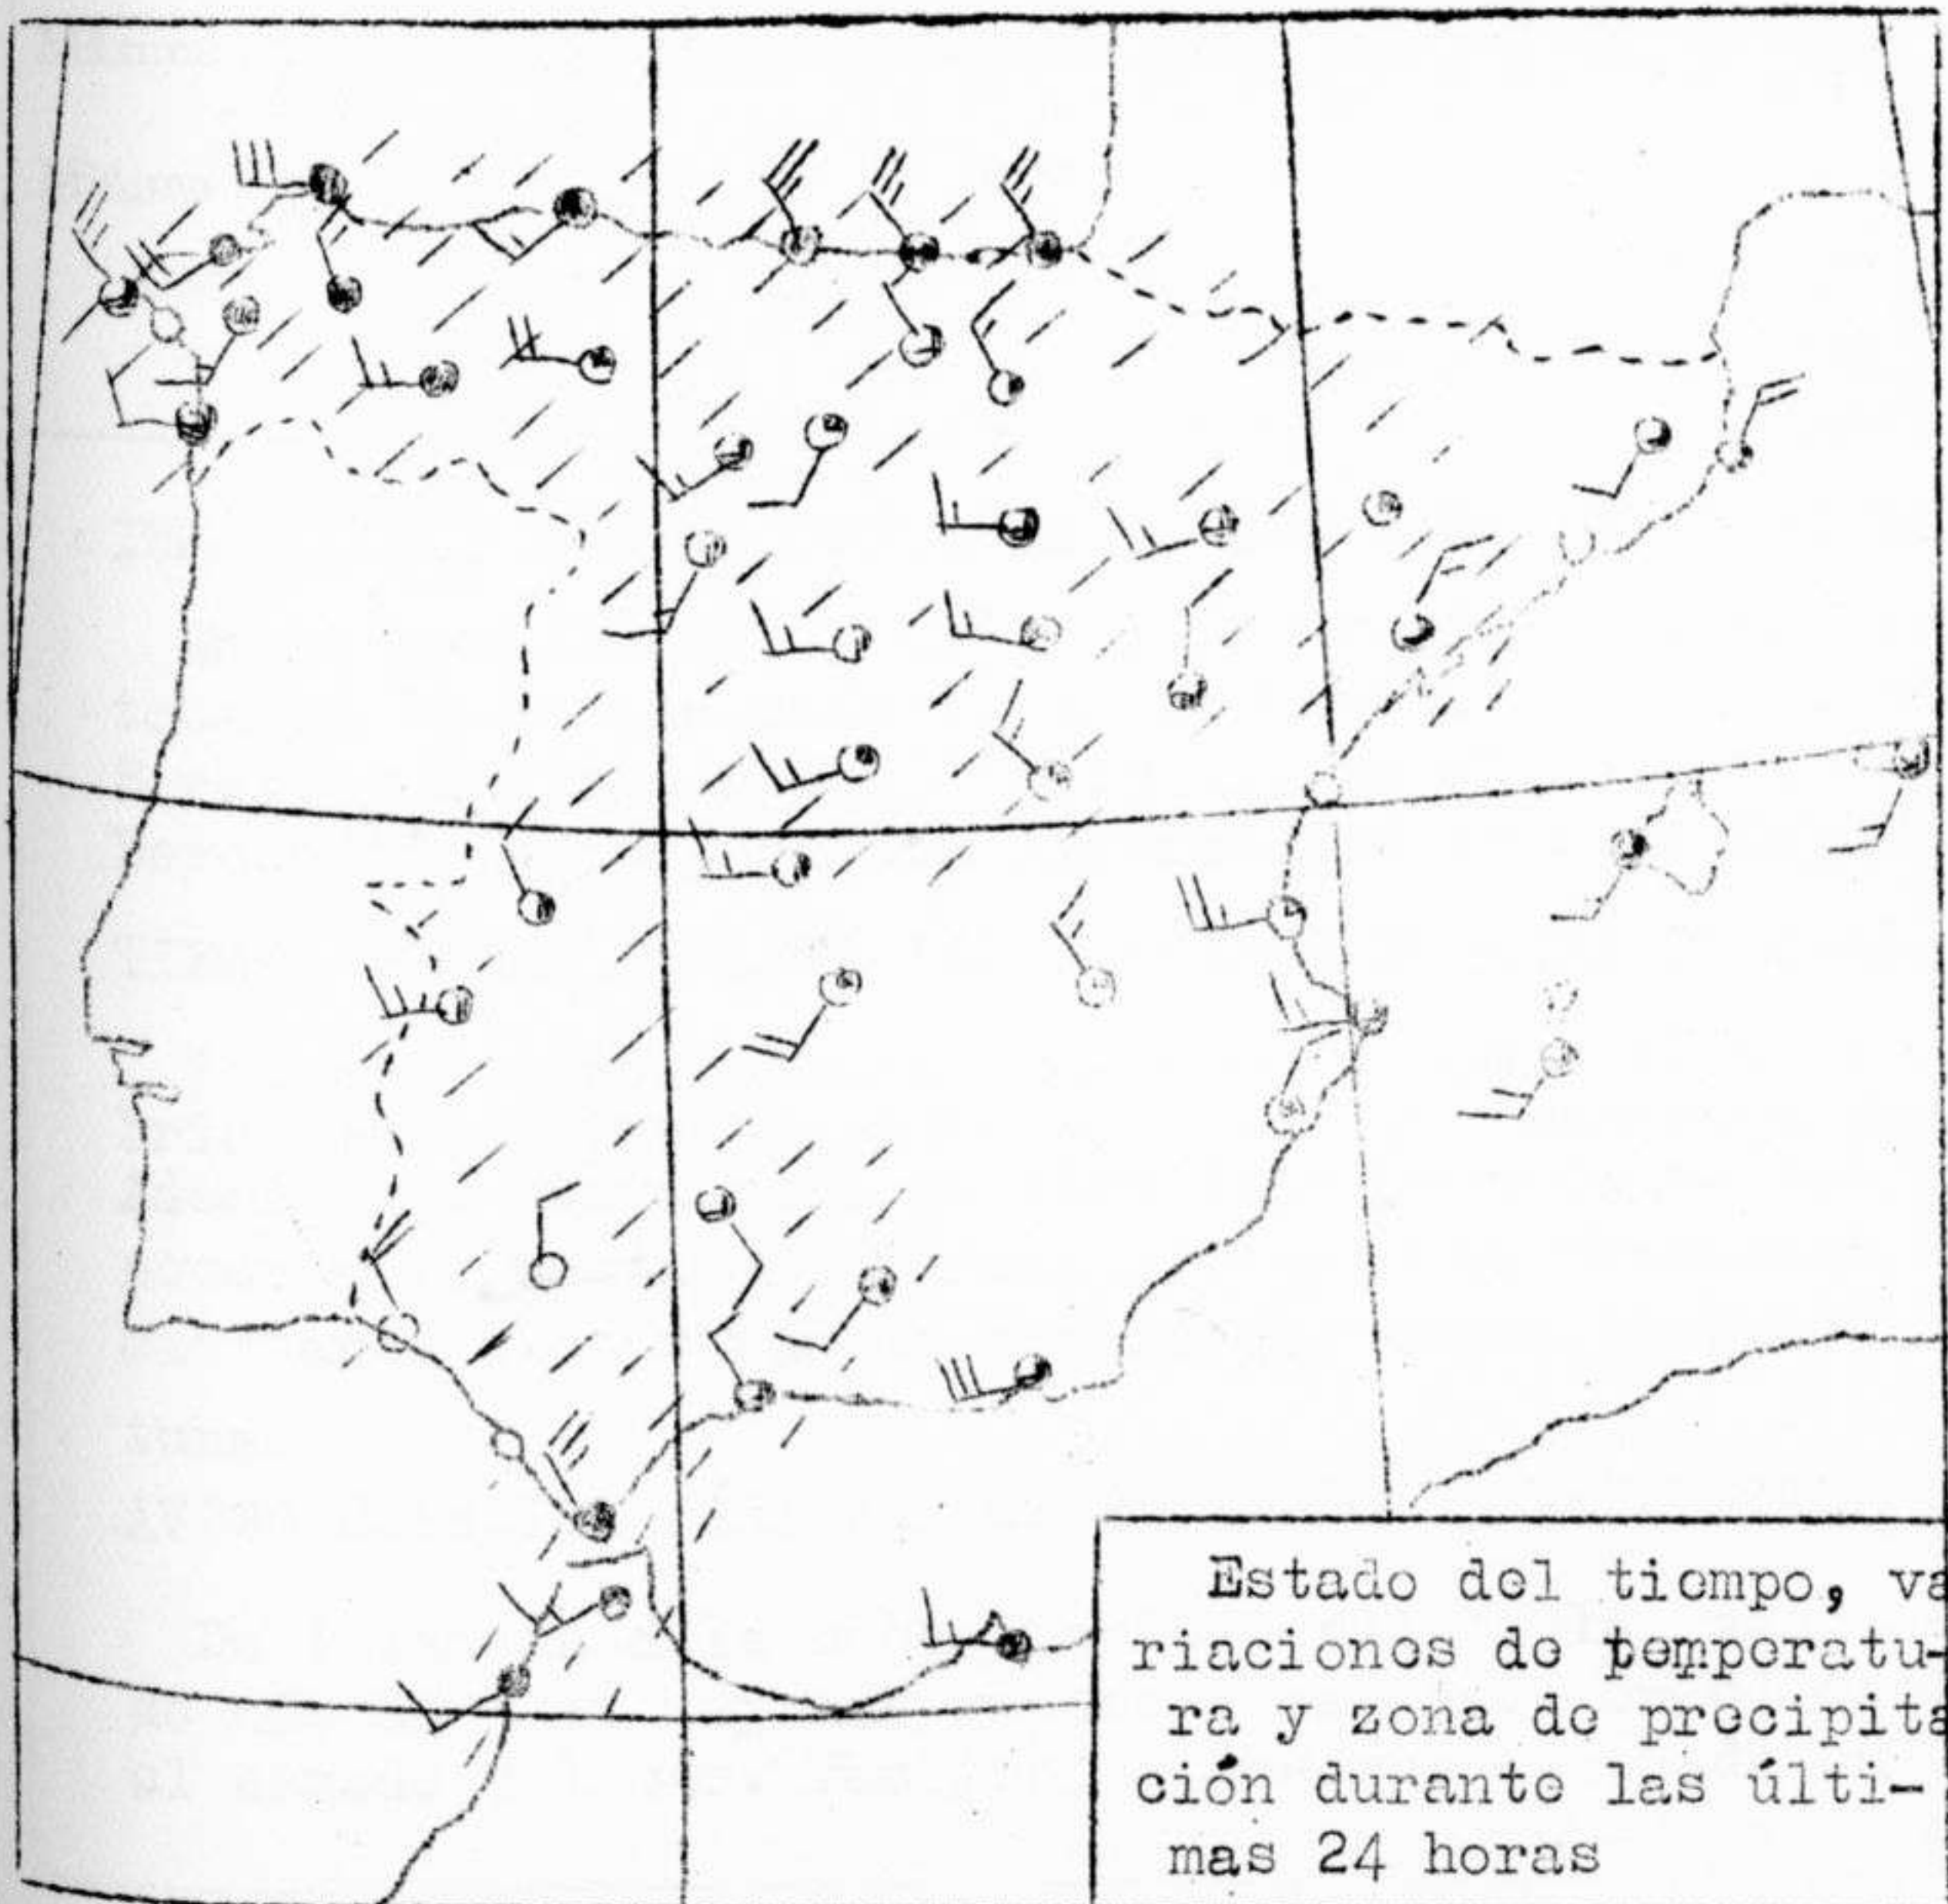 Estado del tiempo, va
riaciones de temperatu-
ra y zona de precipita
ción durante las últi-
mas 24 horas